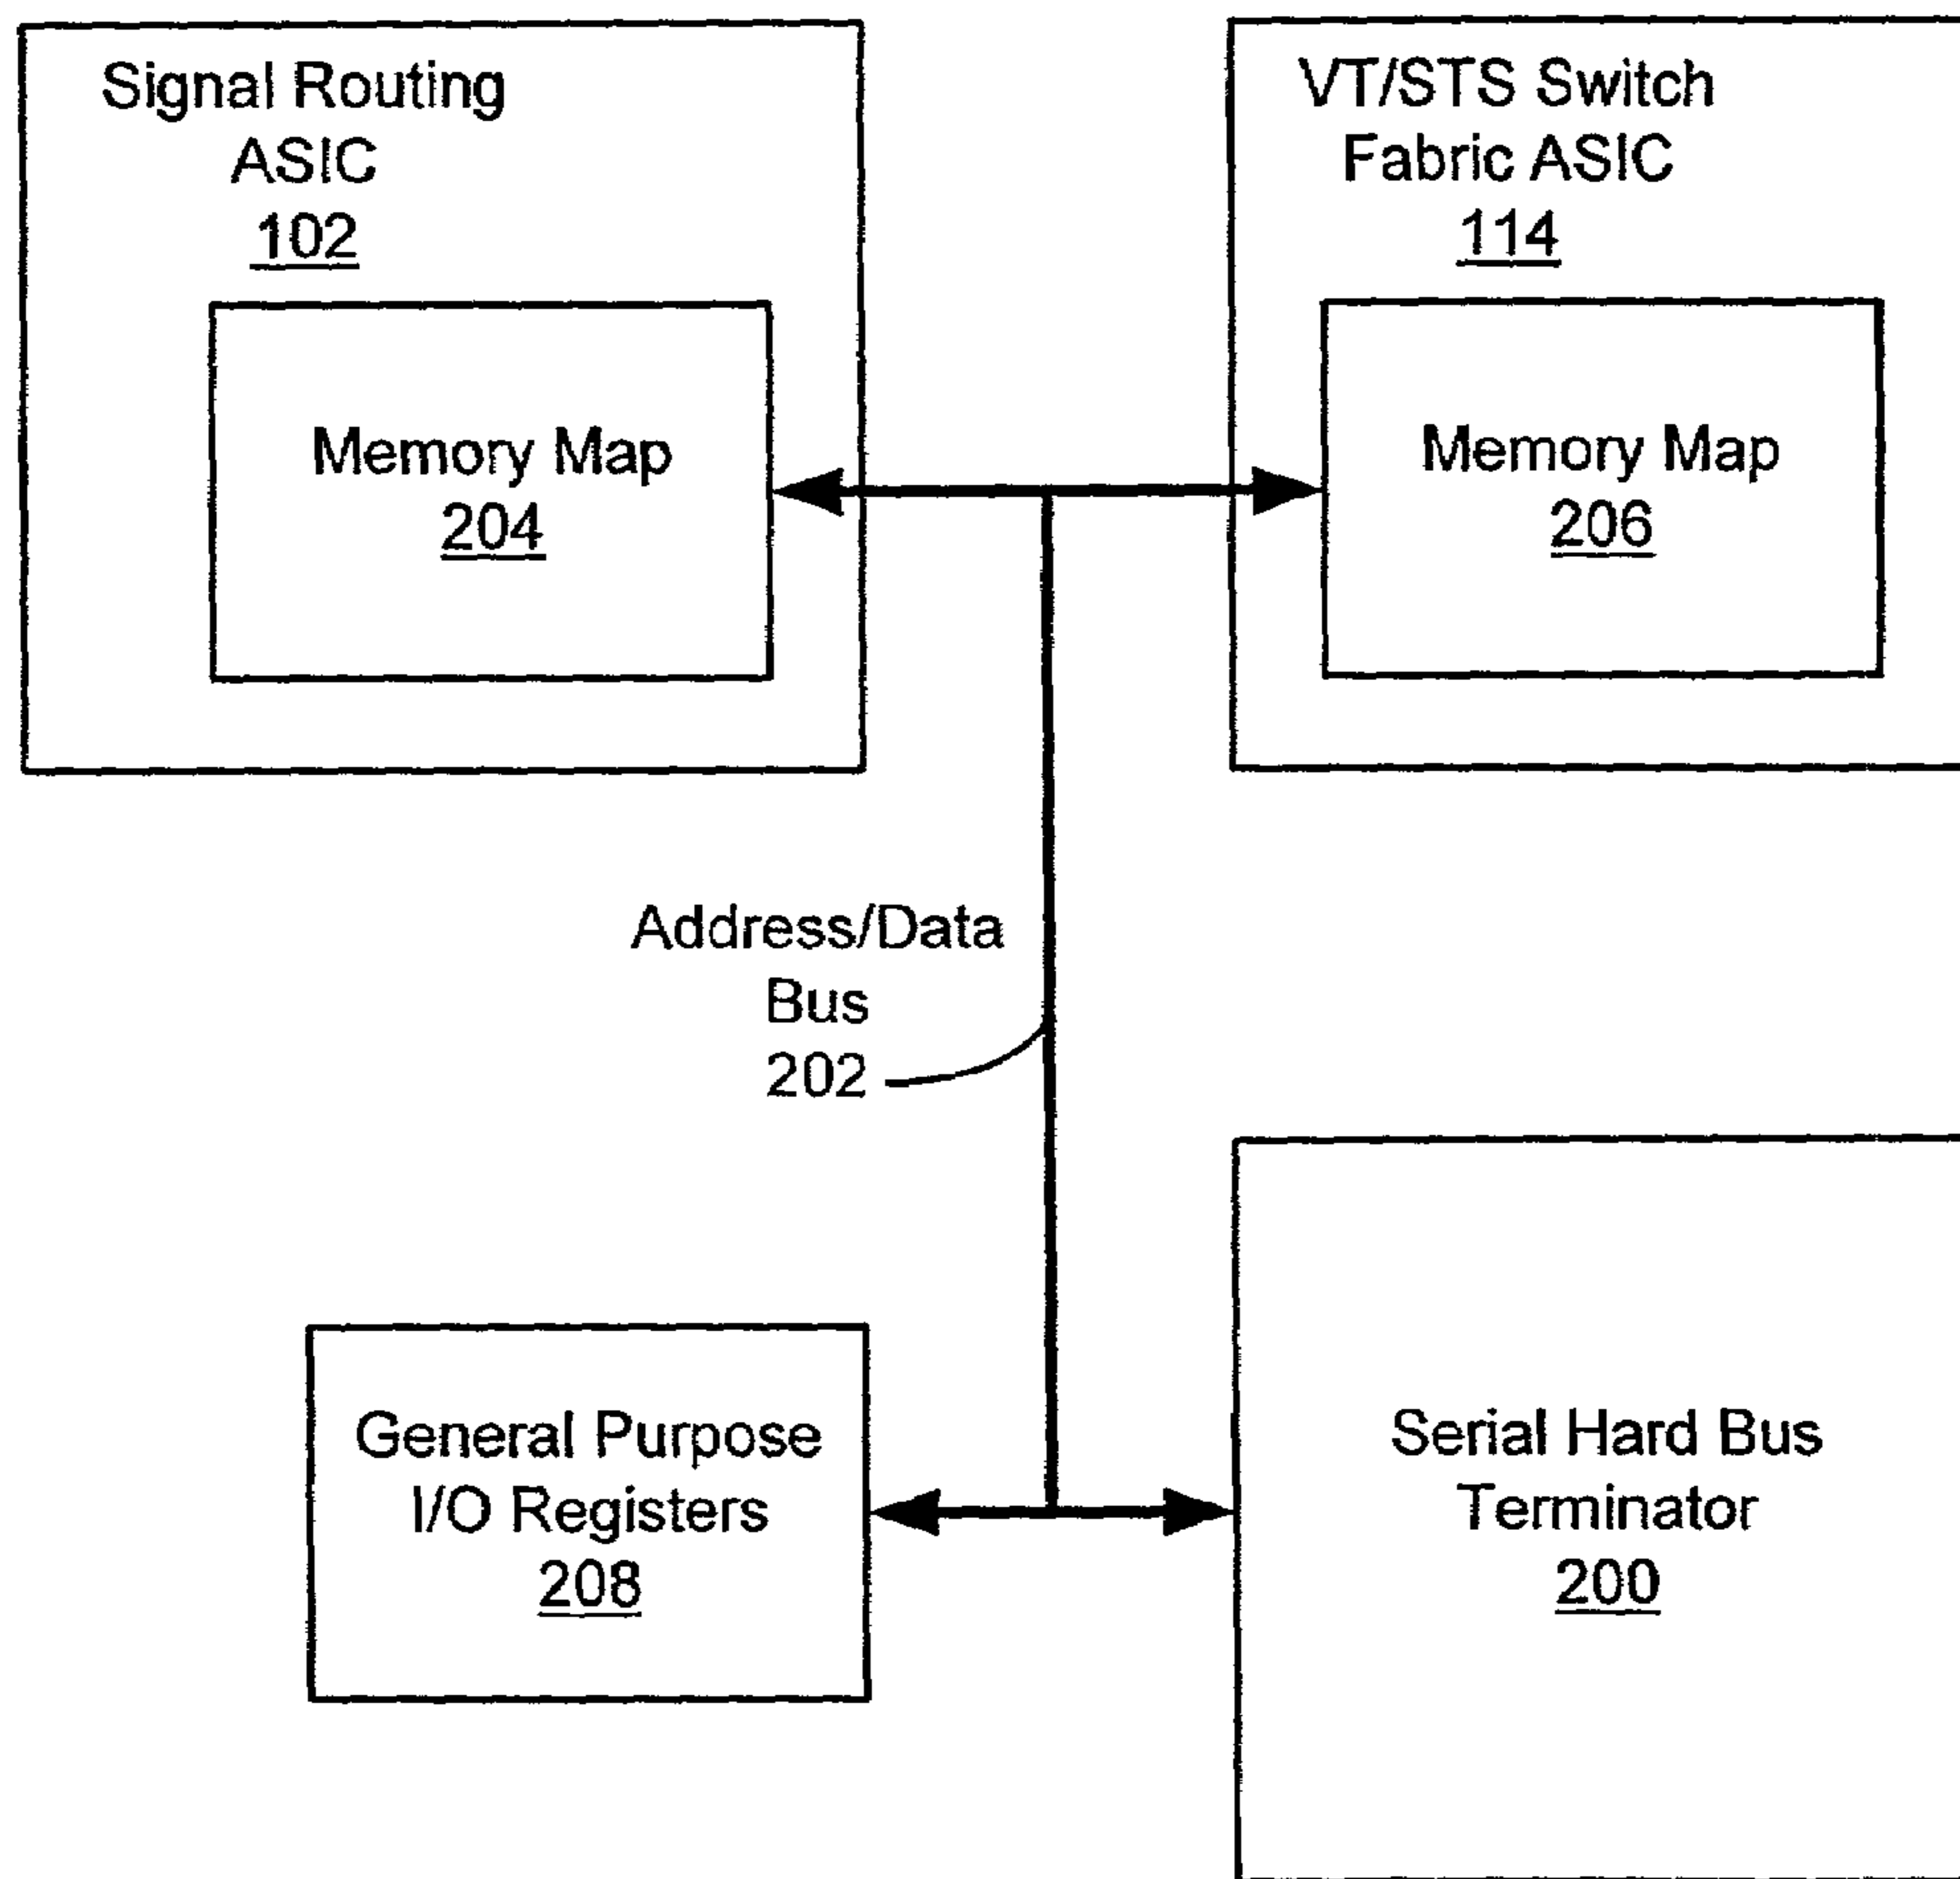 Signal Routing
ASIC
102
Memory Map
204
VT/STS Switch
Fabric ASIC
114
Memory Map
206
Address/Data
Bus
202
General Purpose
I/O Registers
208
Serial Hard Bus
Terminator
200